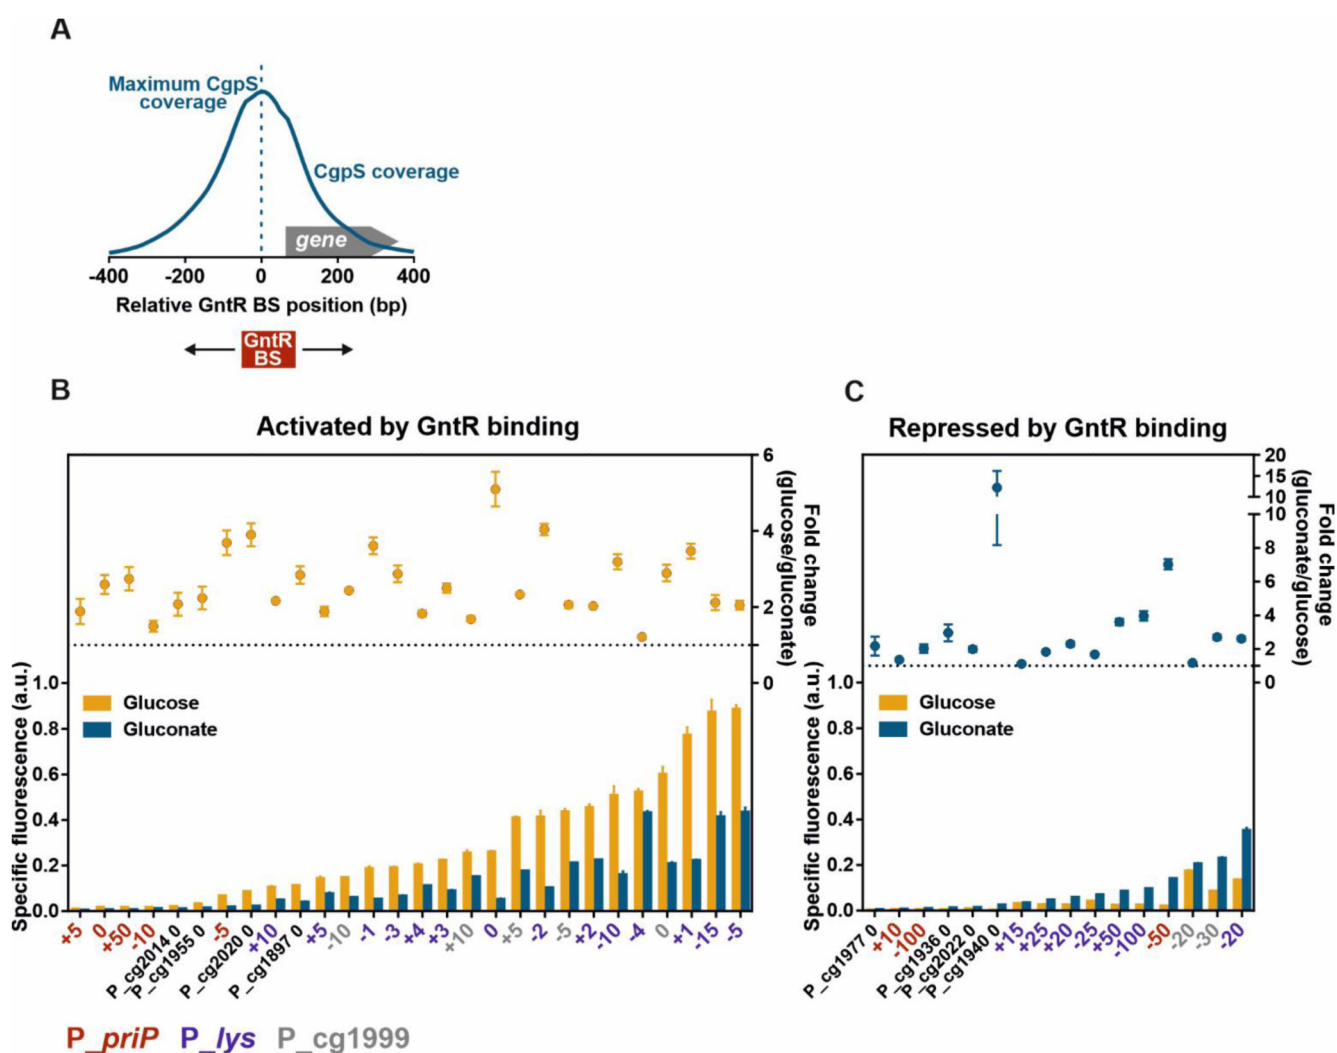 A
Maximum CgpS
coverage
CgpS coverage
gene
-400 -200 0 200 400
Relative GntR BS position (bp)
GntR
BS
B
Activated by GntR binding
6
4
2
0
Fold change
(glucose/gluconate)
Specific fluorescence (a.u.)
1.0
0.8
0.6
0.4
0.2
0.0
Glucose
Gluconate
+5 0 +50 -10 P_cg2014 0 P_cg1955 0 -5 P_cg2020 0 +10 P_cg1897 0 +5 -10 -1 -3 +4 +3 +10 0 +5 -2 -5 +2 -10 -4 0 +1 -15 -5
C
Repressed by GntR binding
20
15
10
10
8
6
4
2
0
Fold change
(gluconate/glucose)
Specific fluorescence (a.u.)
1.0
0.8
0.6
0.4
0.2
0.0
Glucose
Gluconate
P_cg1977 0 +10 -100 P_cg1936 0 P_cg2022 0 P_cg1940 0 +15 +25 +20 -25 +50 -100 -50 -20 -30 -20
P_priP P_lys P_cg1999